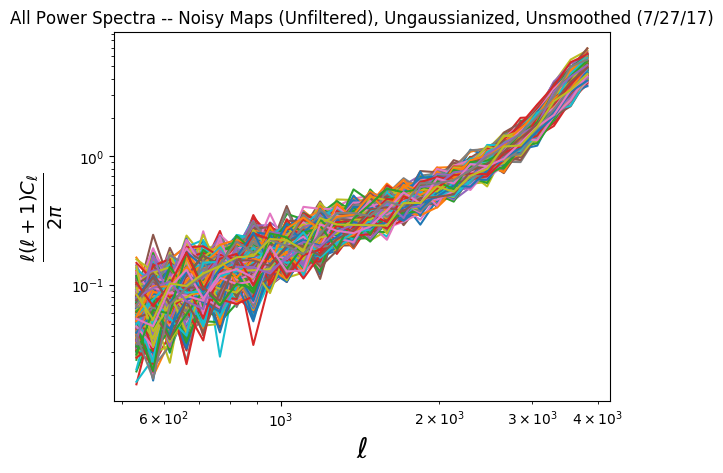 All Power Spectra -- Noisy Maps (Unfiltered), Ungaussianized, Unsmoothed (7/27/17)
ℓ(ℓ + 1)C_ℓ
2π
10⁰
10⁻¹
6 × 10² 10³ 2 × 10³ 3 × 10³ 4 × 10³
ℓ